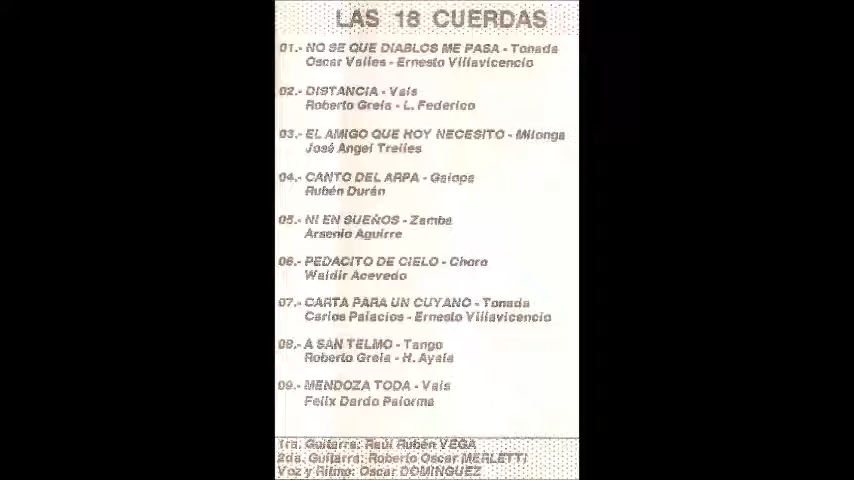 LAS 18 CUERDAS
01.- NO SE QUE DIABLOS ME PASA - Tonada
Oscar Valles - Ernesto Villavicencio
02.- DISTANCIA - Vals
Roberto Grela - L. Federico
03.- EL AMIGO QUE HOY NECESITO - Milonga
José Angel Trelles
04.- CANTO DEL ARPA - Galopa
Rubén Durán
05.- NI EN SUEÑOS - Zamba
Arsenio Aguirre
06.- PEDACITO DE CIELO - Choro
Waldir Acevedo
07.- CARTA PARA UN CUYANO - Tonada
Carlos Palacios - Ernesto Villavicencio
08.- A SAN TELMO - Tango
Roberto Grela - H. Ayala
09.- MENDOZA TODA - Vals
Felix Dardo Palorma
1ra. Guitarra: Raúl Rubén VEGA
2da. Guitarra: Roberto Oscar MERLETTI
Voz y Ritmo: Oscar DOMINGUEZ